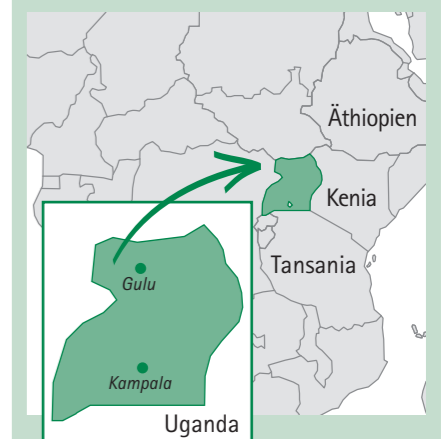 Äthiopien
Kenia
Tansania
Gulu
Kampala
Uganda